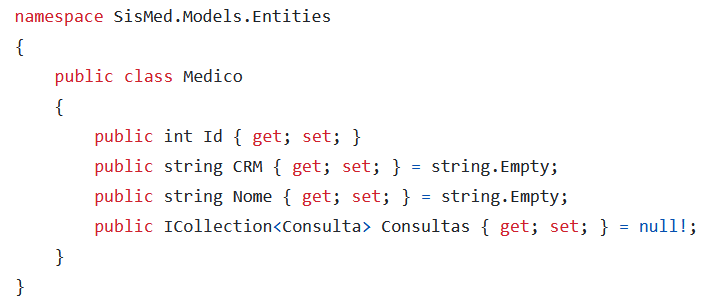 namespace SisMed.Models.Entities
{
    public class Medico
    {
        public int Id { get; set; }
        public string CRM { get; set; } = string.Empty;
        public string Nome { get; set; } = string.Empty;
        public ICollection<Consulta> Consultas { get; set; } = null!;
    }
}